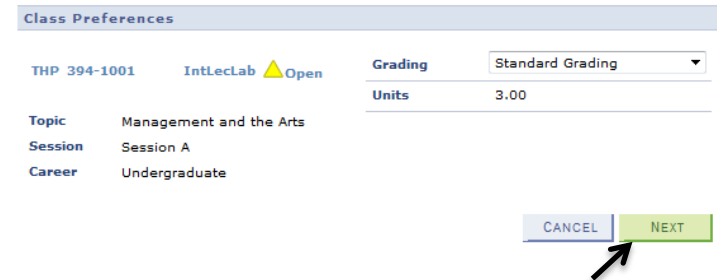 Class Preferences
THP 394-1001 IntLecLab Open
Grading Standard Grading
Units 3.00
Topic Management and the Arts
Session Session A
Career Undergraduate
CANCEL NEXT